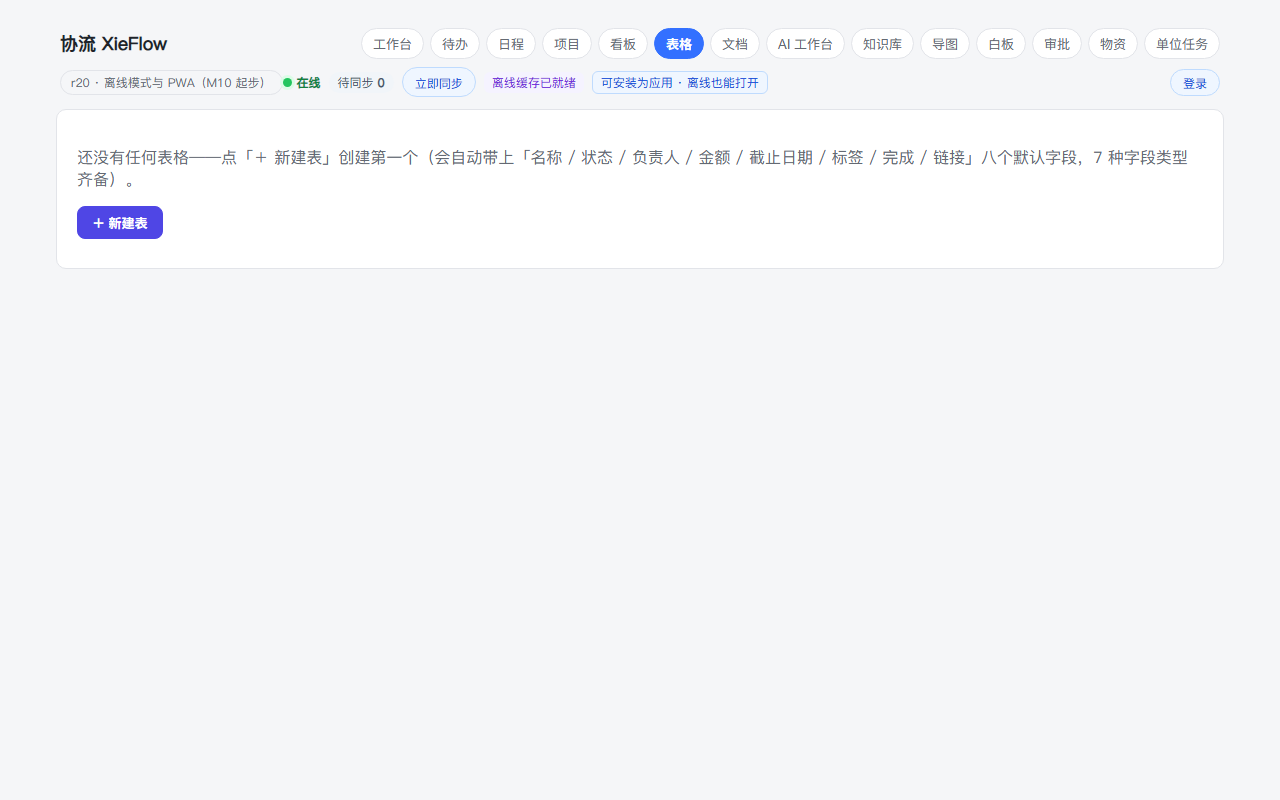 协流 XieFlow
工作台 待办 日程 项目 看板 表格 文档 AI 工作台 知识库 导图 白板 审批 物资 单位任务
r20 · 离线模式与 PWA（M10 起步） 在线 待同步 0 立即同步 离线缓存已就绪 可安装为应用 · 离线也能打开 登录
还没有任何表格——点「＋ 新建表」创建第一个（会自动带上「名称 / 状态 / 负责人 / 金额 / 截止日期 / 标签 / 完成 / 链接」八个默认字段，7 种字段类型
齐备）。
＋ 新建表